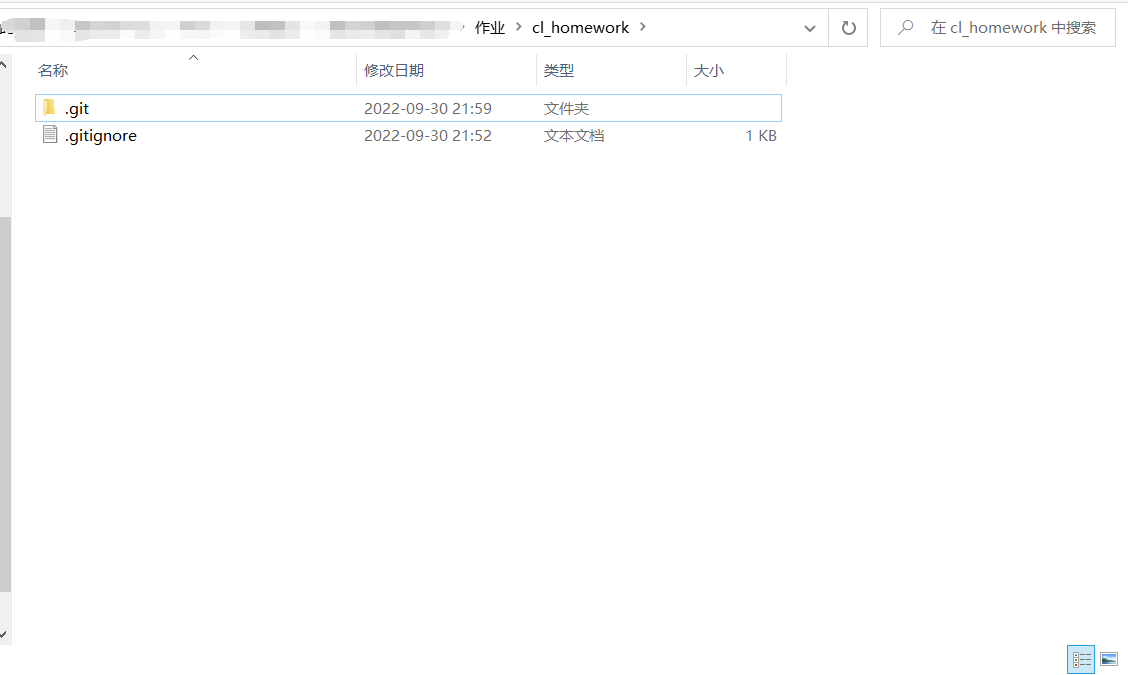 作业 > cl_homework >
在 cl_homework 中搜索
名称 修改日期 类型 大小
.git 2022-09-30 21:59 文件夹
.gitignore 2022-09-30 21:52 文本文档 1 KB